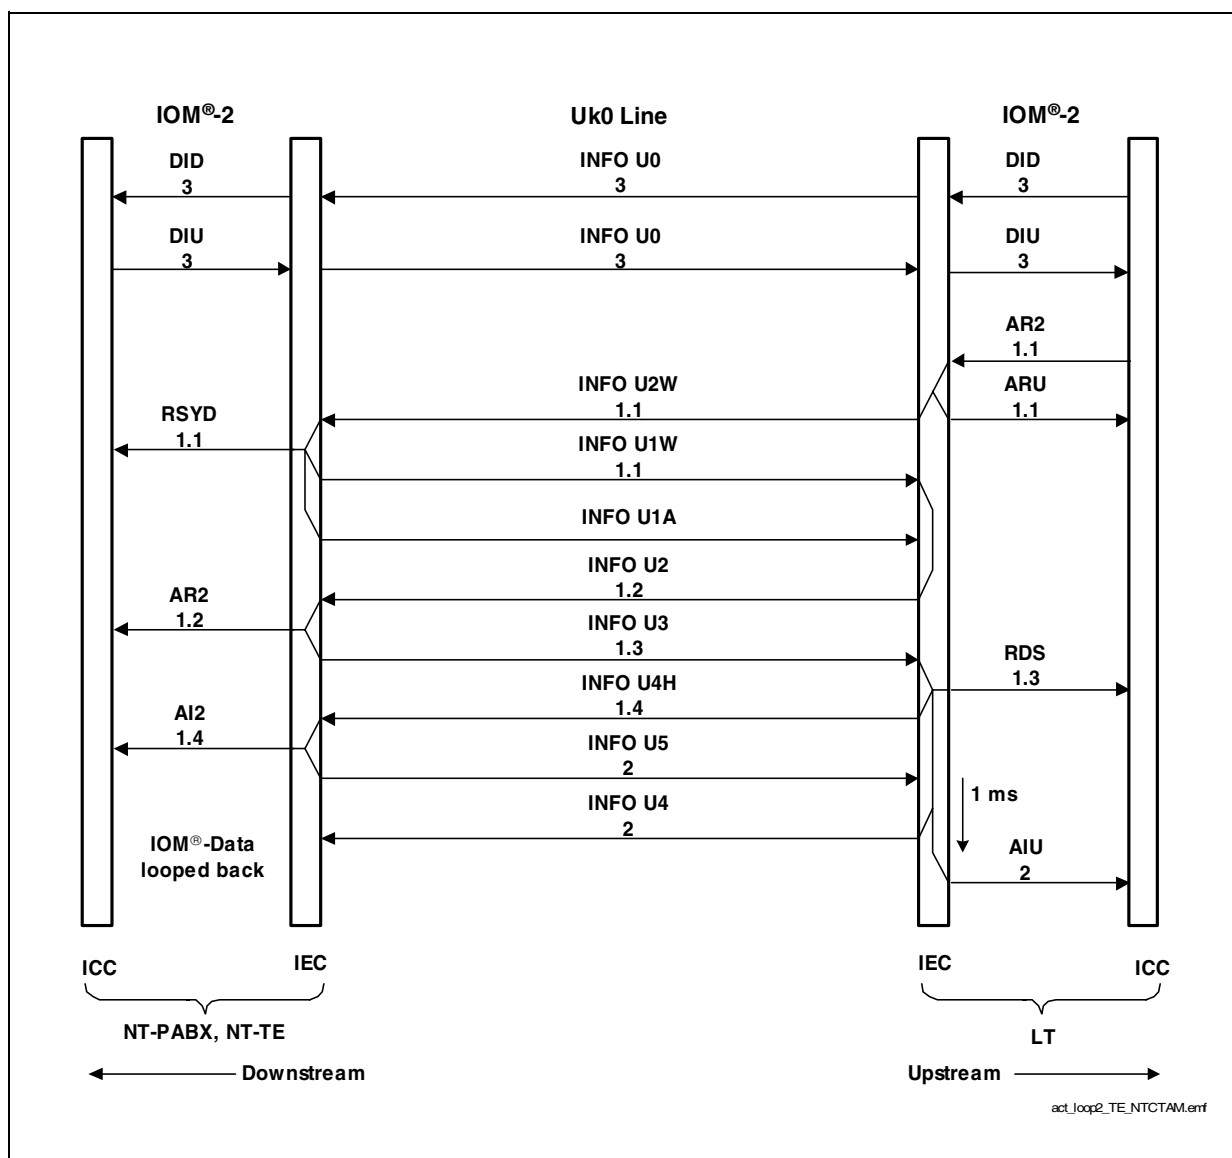 IOM®-2 Uk0 Line IOM®-2
DID INFO U0 DID
3 3 3
DIU INFO U0 DIU
3 3 3
AR2
1.1
INFO U2W ARU
1.1 1.1
RSYD
1.1
INFO U1W
1.1
INFO U1A
INFO U2
1.2
AR2
1.2
INFO U3
1.3
RDS
1.3
INFO U4H
1.4
AI2
1.4
INFO U5
2
1 ms
INFO U4
2
IOM®-Data
looped back
AIU
2
ICC IEC IEC ICC
NT-PABX, NT-TE LT
Downstream Upstream
act_loop2_TE_NTCTAM.emf